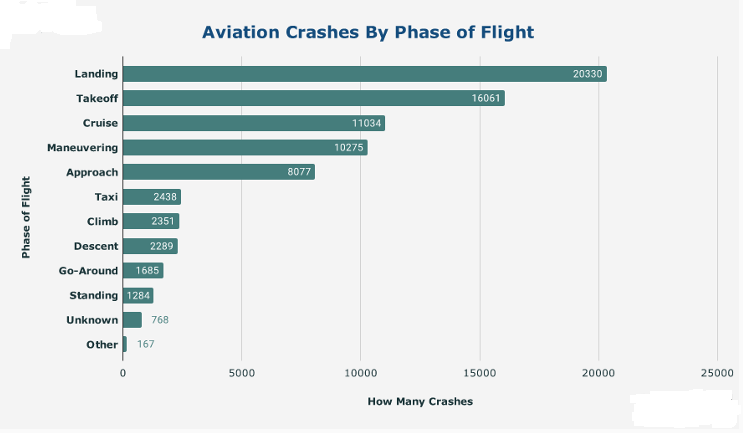 Aviation Crashes By Phase of Flight
Phase of Flight
Landing 20330
Takeoff 16061
Cruise 11034
Maneuvering 10275
Approach 8077
Taxi 2438
Climb 2351
Descent 2289
Go-Around 1685
Standing 1284
Unknown 768
Other 167
0 5000 10000 15000 20000 25000
How Many Crashes